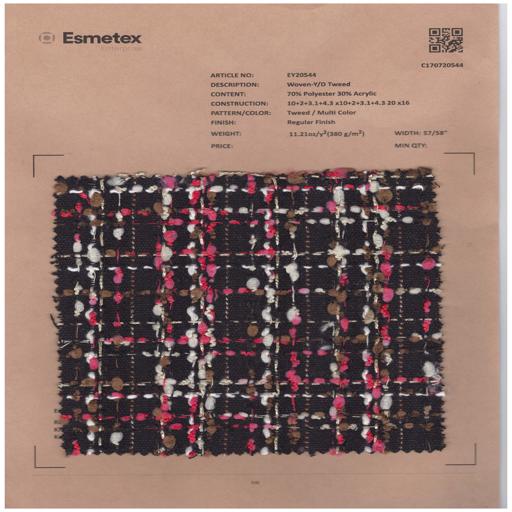 Esmetex
Enterprise
C170720544
ARTICLE NO: EY20544
DESCRIPTION: Woven-Y/D Tweed
CONTENT: 70% Polyester 30% Acrylic
CONSTRUCTION: 10+2+3.1+4.3 x10+2+3.1+4.3 20 x16
PATTERN/COLOR: Tweed / Multi Color
FINISH: Regular Finish
WEIGHT: 11.21oz/y²(380 g/m²) WIDTH: 57/58"
PRICE: MIN QTY: